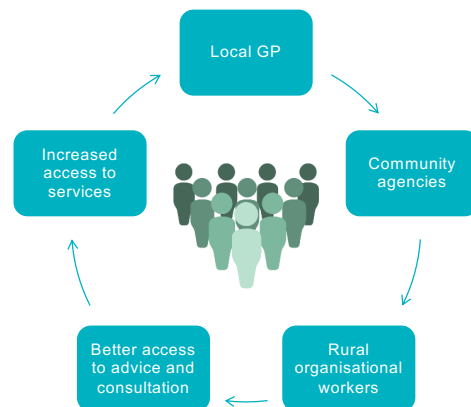 Local GP
Community
agencies
Rural
organisational
workers
Better access
to advice and
consultation
Increased
access to
services